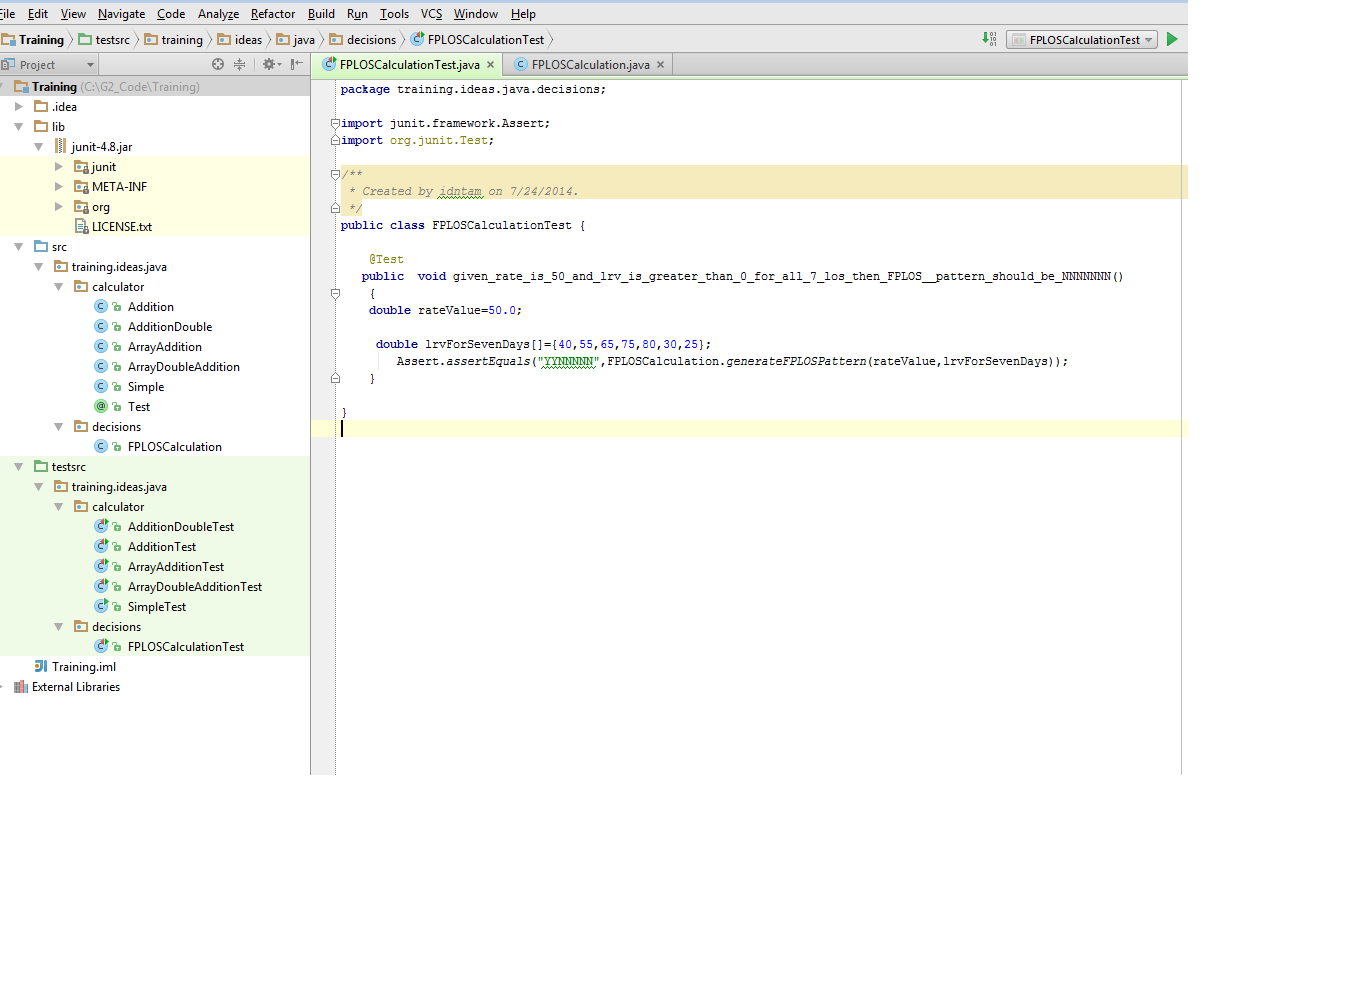 File Edit View Navigate Code Analyze Refactor Build Run Tools VCS Window Help
Training testsrc training ideas java decisions FPLOSCalculationTest FPLOSCalculationTest
Project
FPLOSCalculationTest.java FPLOSCalculation.java
Training (C:\G2_Code\Training)
.idea
lib
junit-4.8.jar
junit
META-INF
org
LICENSE.txt
src
training.ideas.java
calculator
Addition
AdditionDouble
ArrayAddition
ArrayDoubleAddition
Simple
Test
decisions
FPLOSCalculation
testsrc
training.ideas.java
calculator
AdditionDoubleTest
AdditionTest
ArrayAdditionTest
ArrayDoubleAdditionTest
SimpleTest
decisions
FPLOSCalculationTest
Training.iml
External Libraries
package training.ideas.java.decisions;
import junit.framework.Assert;
import org.junit.Test;
/**
* Created by idntam on 7/24/2014.
*/
public class FPLOSCalculationTest {
@Test
public  void given_rate_is_50_and_lrv_is_greater_than_0_for_all_7_los_then_FPLOS__pattern_should_be_NNNNNNN()
{
double rateValue=50.0;
double lrvForSevenDays[]={40,55,65,75,80,30,25};
Assert.assertEquals("YYNNNNN",FPLOSCalculation.generateFPLOSPattern(rateValue,lrvForSevenDays));
}
}